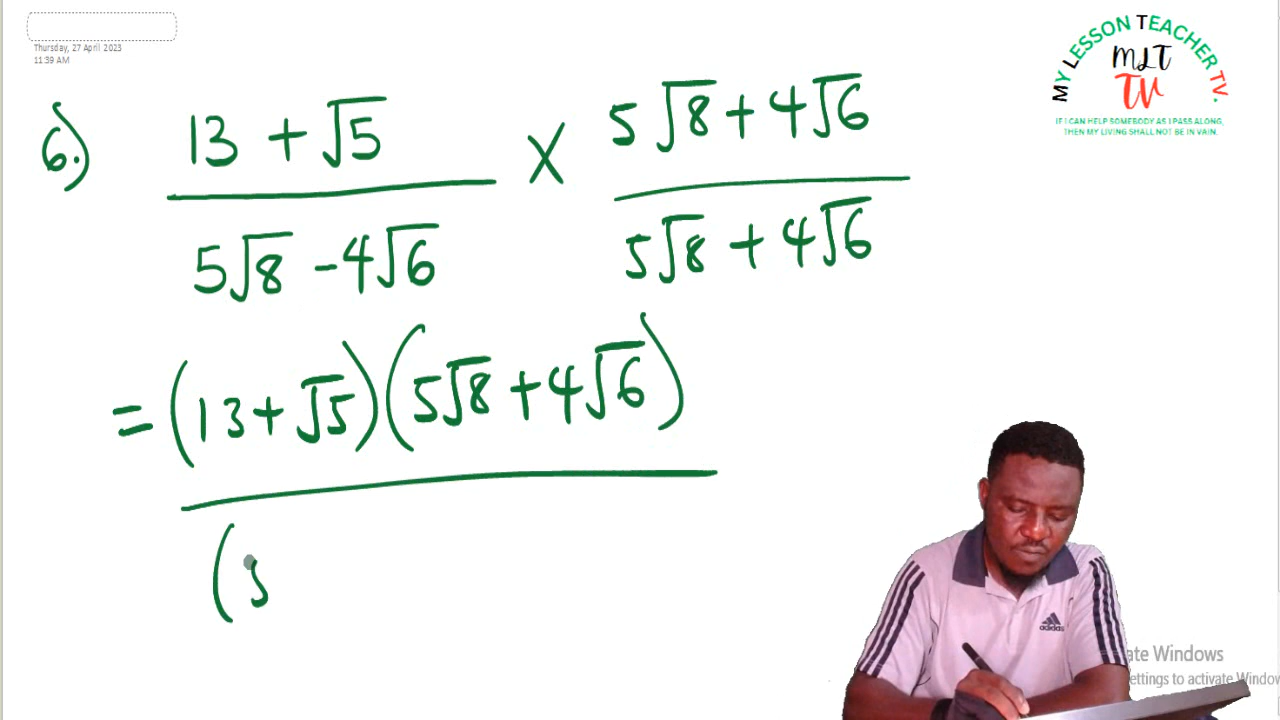 Thursday, 27 April 2023
11:39 AM
MY LESSON TEACHER TV.
MLT
TV
IF I CAN HELP SOMEBODY AS I PASS ALONG,
THEN MY LIVING SHALL NOT BE IN VAIN.
6.) 13 + √5 / 5√8 - 4√6 × 5√8 + 4√6 / 5√8 + 4√6
= (13 + √5)(5√8 + 4√6)
(5
adidas
ate Windows
ettings to activate Window